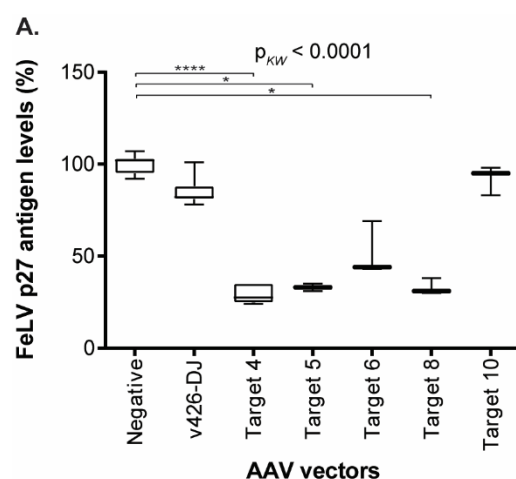 A.
pKW < 0.0001
****
*
*
FeLV p27 antigen levels (%)
150
100
50
0
Negative
v426-DJ
Target 4
Target 5
Target 6
Target 8
Target 10
AAV vectors